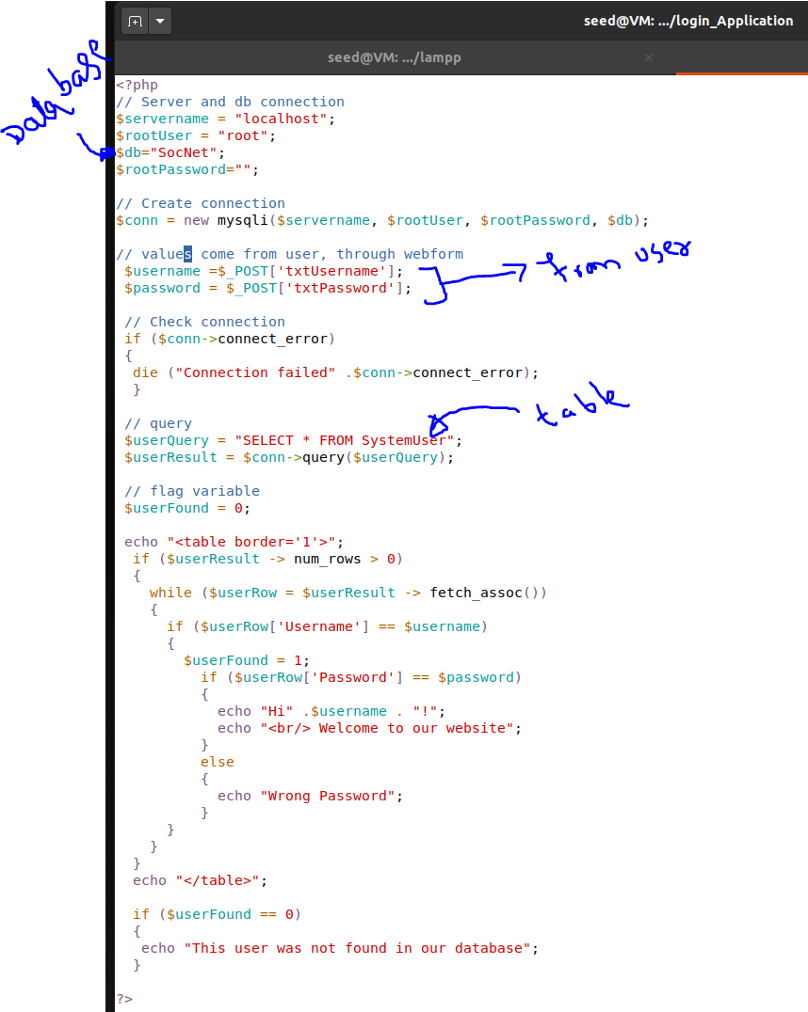 seed@VM: .../login_Application
seed@VM: .../lampp
<?php
// Server and db connection
$servername = "localhost";
$rootUser = "root";
Database
$db="SocNet";
$rootPassword="";
// Create connection
$conn = new mysqli($servername, $rootUser, $rootPassword, $db);
// values come from user, through webform
$username =$_POST['txtUsername'];
$password = $_POST['txtPassword'];
from user
// Check connection
if ($conn->connect_error)
{
die ("Connection failed" .$conn->connect_error);
}
// query
table
$userQuery = "SELECT * FROM SystemUser";
$userResult = $conn->query($userQuery);
// flag variable
$userFound = 0;
echo "<table border='1'>";
if ($userResult -> num_rows > 0)
{
while ($userRow = $userResult -> fetch_assoc())
{
if ($userRow['Username'] == $username)
{
$userFound = 1;
if ($userRow['Password'] == $password)
{
echo "Hi" .$username . "!";
echo "<br/> Welcome to our website";
}
else
{
echo "Wrong Password";
}
}
}
}
echo "</table>";
if ($userFound == 0)
{
echo "This user was not found in our database";
}
?>